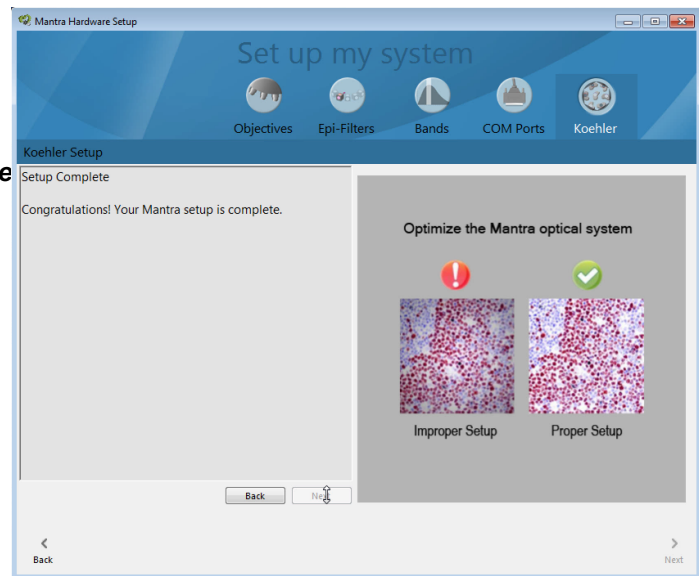 Mantra Hardware Setup
Set up my system
Objectives Epi-Filters Bands COM Ports Koehler
Koehler Setup
e
Setup Complete
Congratulations! Your Mantra setup is complete.
Optimize the Mantra optical system
Improper Setup Proper Setup
Back Next
Back Next